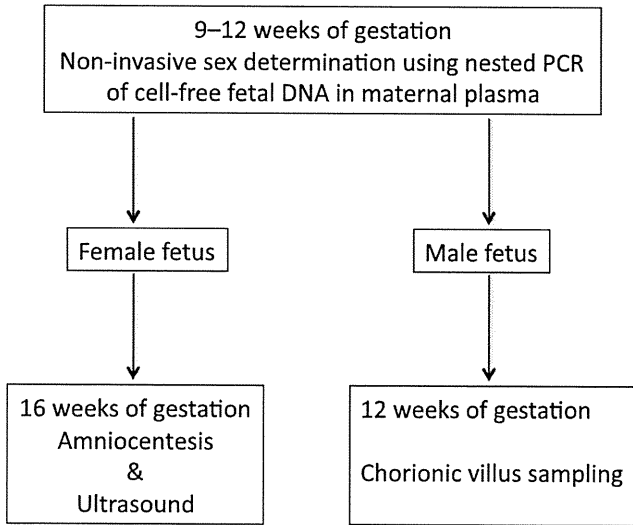 9–12 weeks of gestation
Non-invasive sex determination using nested PCR
of cell-free fetal DNA in maternal plasma
Female fetus
Male fetus
16 weeks of gestation
Amniocentesis
&
Ultrasound
12 weeks of gestation
Chorionic villus sampling